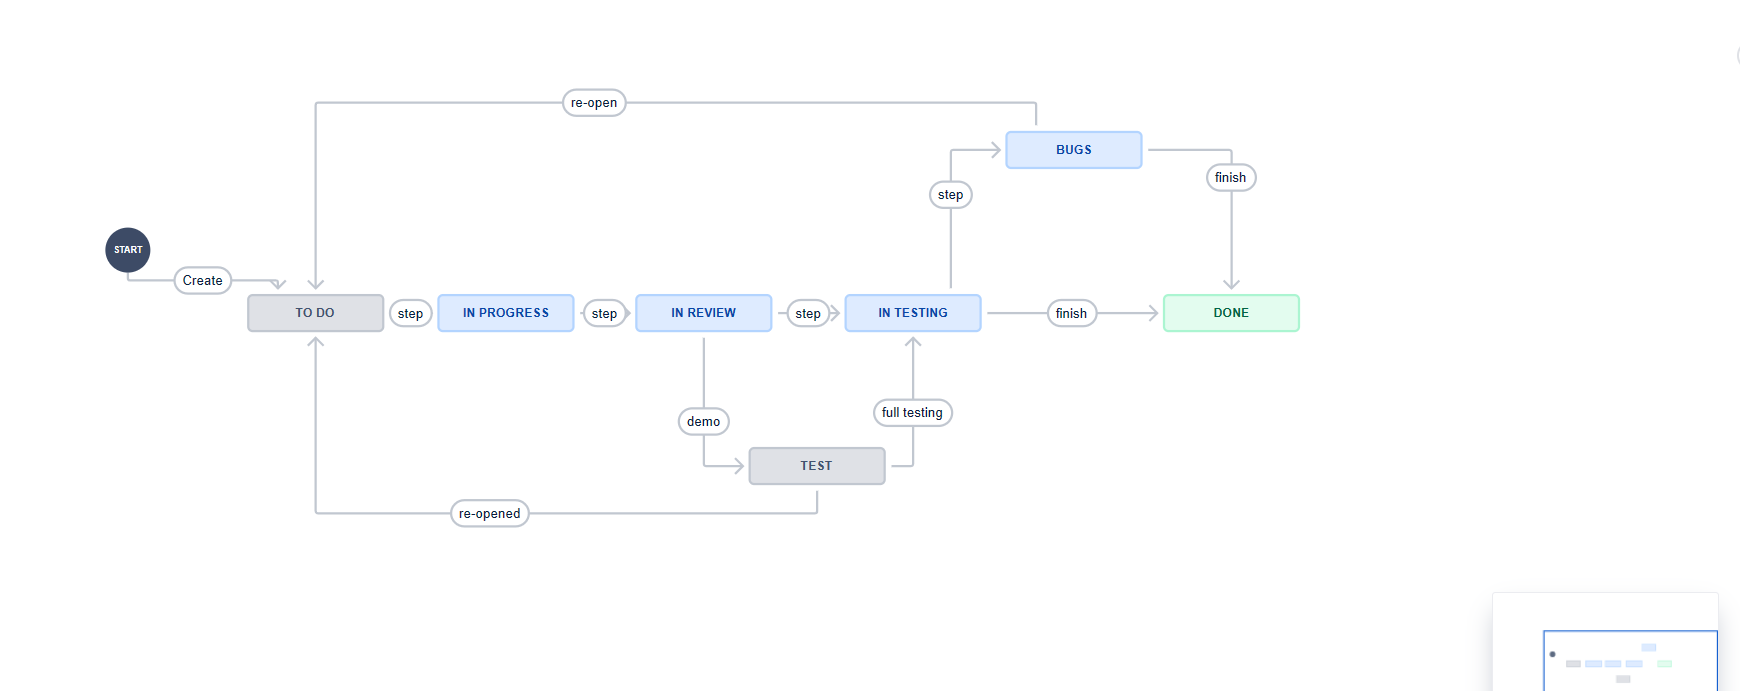 re-open
BUGS
finish
step
START
Create
TO DO
step
IN PROGRESS
step
IN REVIEW
step
IN TESTING
finish
DONE
demo
full testing
TEST
re-opened